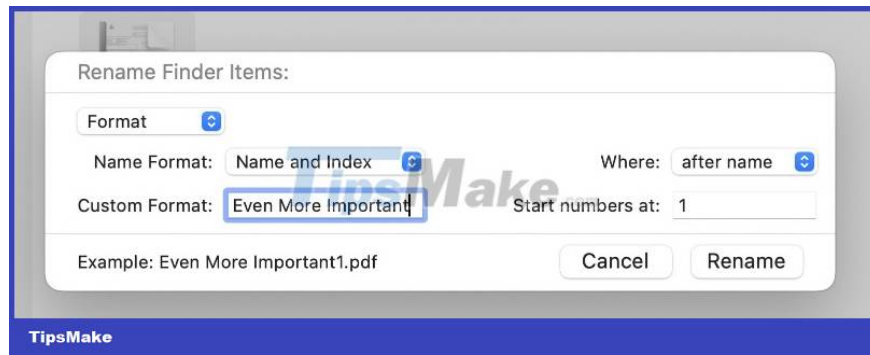 Rename Finder Items:
Format
Name Format: Name and Index Where: after name
Custom Format: Even More Important Start numbers at: 1
Example: Even More Important1.pdf Cancel Rename
TipsMake.com
TipsMake